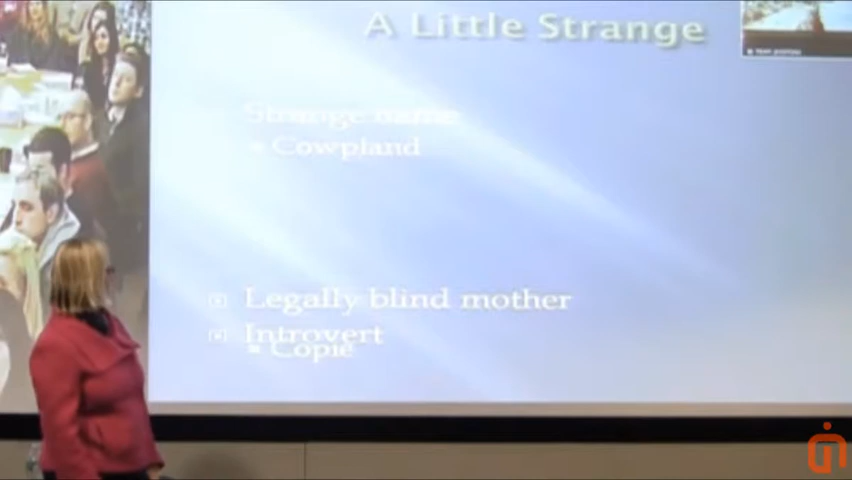 A Little Strange
Strange name
Cowpland
Legally blind mother
Introvert
Copie